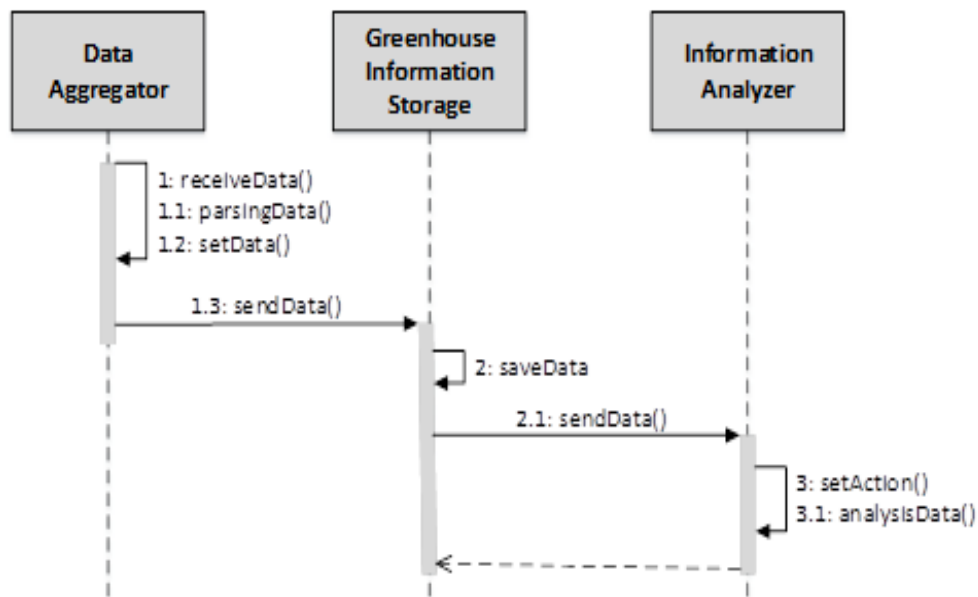 Data
Aggregator
Greenhouse
Information
Storage
Information
Analyzer
1: receiveData()
1.1: parsingData()
1.2: setData()
1.3: sendData()
2: saveData
2.1: sendData()
3: setAction()
3.1: analysisData()